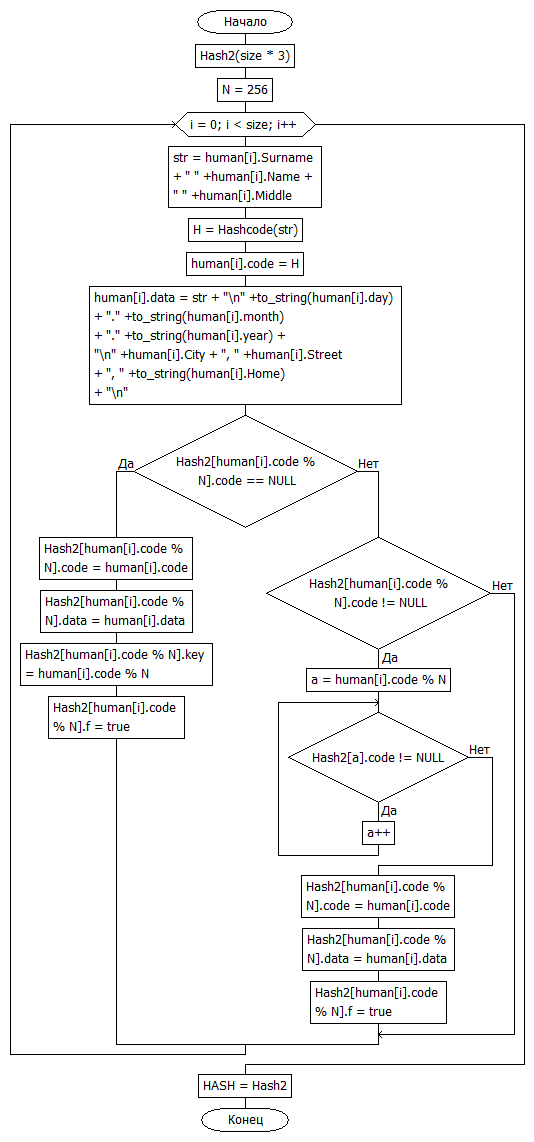 Начало
Hash2(size * 3)
N = 256
i = 0; i < size; i++
str = human[i].Surname
+ " " +human[i].Name +
" " +human[i].Middle
H = Hashcode(str)
human[i].code = H
human[i].data = str + "\n" +to_string(human[i].day)
+ "." +to_string(human[i].month)
+ "." +to_string(human[i].year) +
"\n" +human[i].City + ", " +human[i].Street
+ ", " +to_string(human[i].Home)
+ "\n"
Hash2[human[i].code %
N].code == NULL
Да
Нет
Hash2[human[i].code %
N].code = human[i].code
Hash2[human[i].code %
N].data = human[i].data
Hash2[human[i].code % N].key
= human[i].code % N
Hash2[human[i].code
% N].f = true
Hash2[human[i].code %
N].code != NULL
Нет
Да
a = human[i].code % N
Hash2[a].code != NULL
Нет
Да
a++
Hash2[human[i].code %
N].code = human[i].code
Hash2[human[i].code %
N].data = human[i].data
Hash2[human[i].code
% N].f = true
HASH = Hash2
Конец